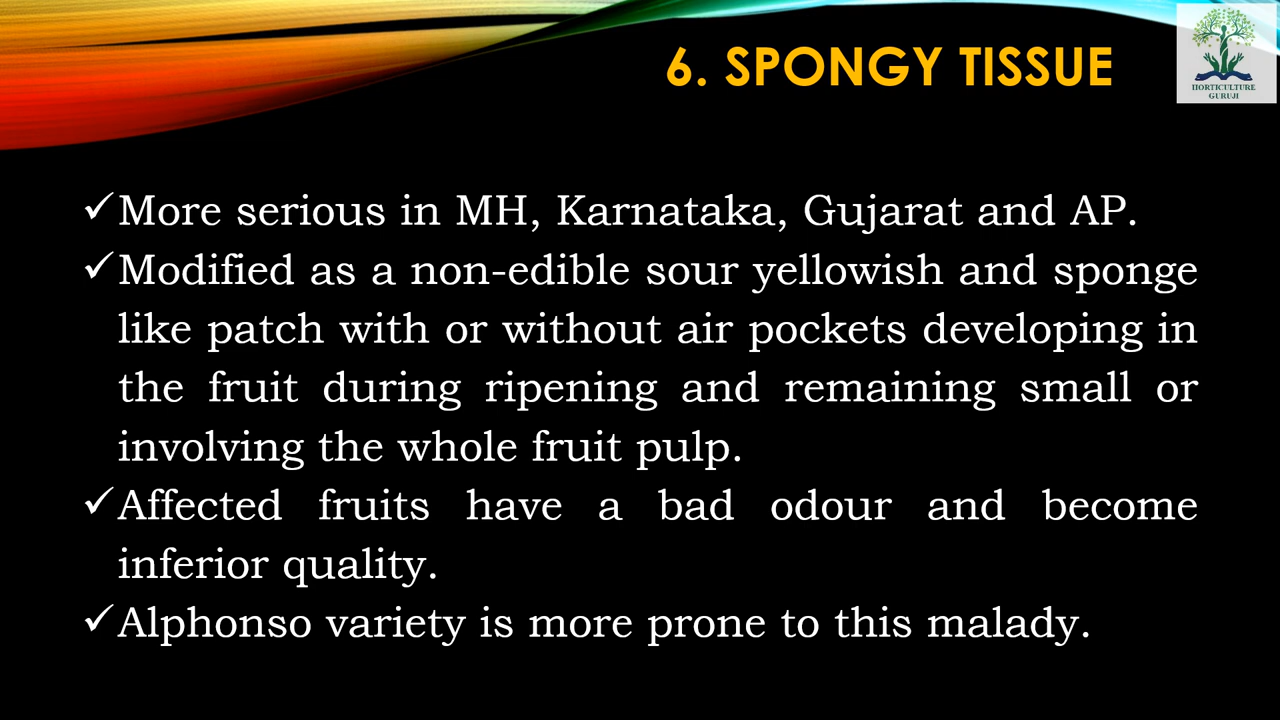 6. SPONGY TISSUE
HORTICULTURE
GURUJI
✓More serious in MH, Karnataka, Gujarat and AP.
✓Modified as a non-edible sour yellowish and sponge
like patch with or without air pockets developing in
the fruit during ripening and remaining small or
involving the whole fruit pulp.
✓Affected fruits have a bad odour and become
inferior quality.
✓Alphonso variety is more prone to this malady.